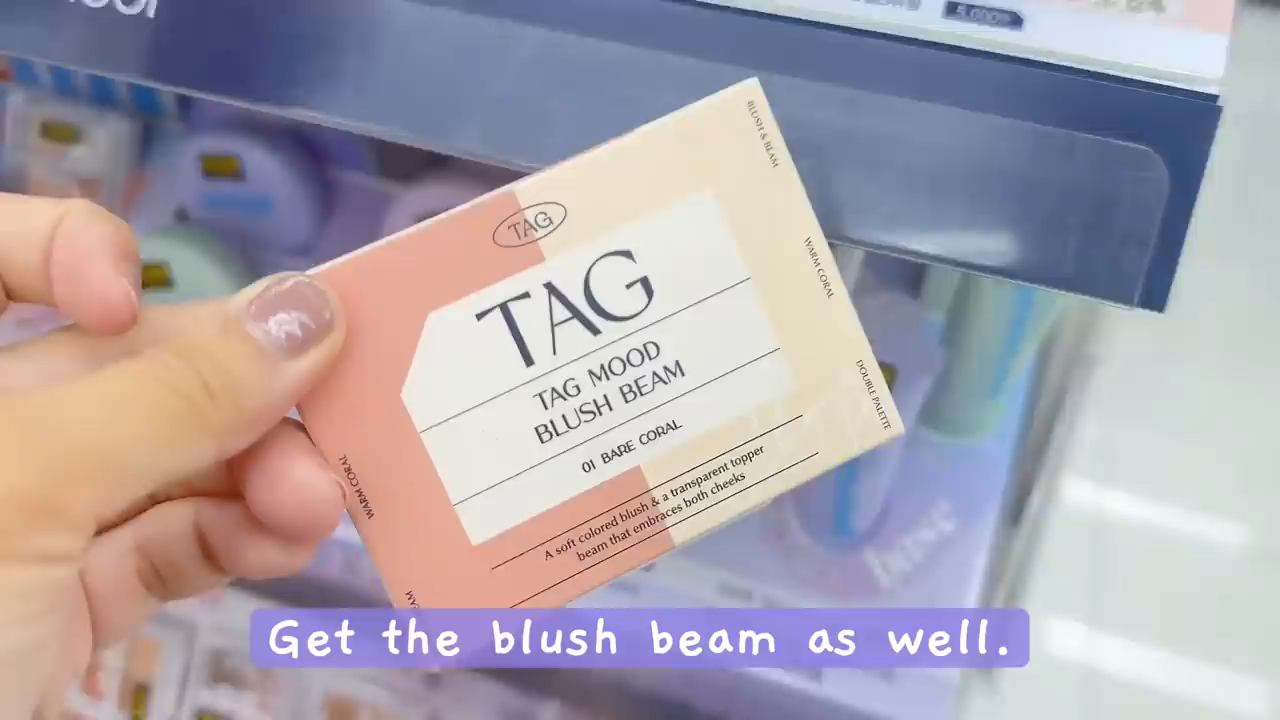 BLUSH & BEAM
TAG
TAG
WARM CORAL
TAG MOOD
BLUSH BEAM
DOUBLE PALETTE
01 BARE CORAL
WARM CORAL
A soft colored blush & a transparent topper
beam that embraces both cheeks
Get the blush beam as well.